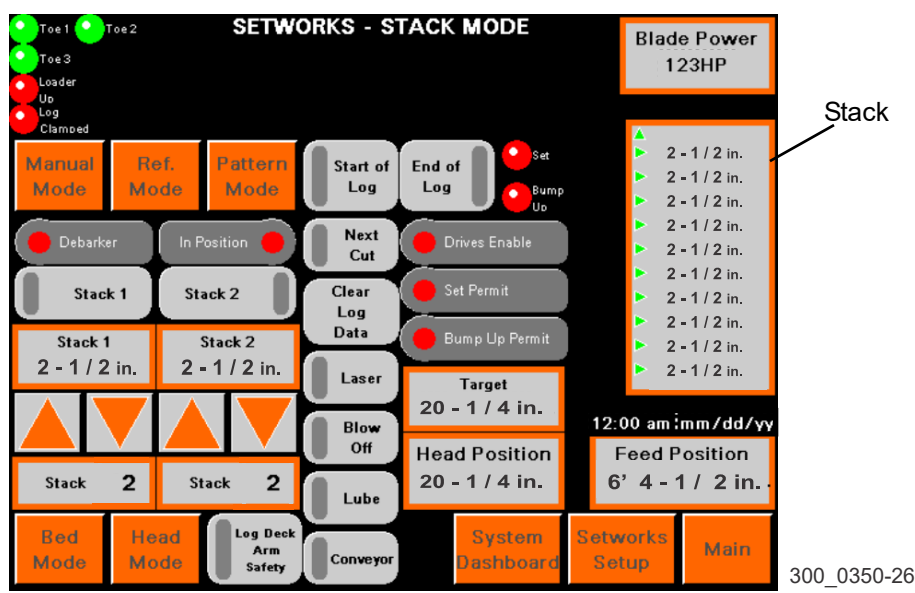 SETWORKS - STACK MODE
Toe 1
Toe 2
Toe 3
Loader
Up
Log
Clamped
Blade Power
123HP
Stack
Manual
Mode
Ref.
Mode
Pattern
Mode
Start of
Log
End of
Log
Set
Bump
Up
Debarker
In Position
Next
Cut
Drives Enable
Stack 1
Stack 2
Clear
Log
Data
Set Permit
Bump Up Permit
Stack 1
2 - 1 / 2 in.
Stack 2
2 - 1 / 2 in.
Laser
Target
20 - 1 / 4 in.
Blow
Off
Head Position
20 - 1 / 4 in.
Stack 2
Stack 2
Lube
2 - 1 / 2 in.
2 - 1 / 2 in.
2 - 1 / 2 in.
2 - 1 / 2 in.
2 - 1 / 2 in.
2 - 1 / 2 in.
2 - 1 / 2 in.
2 - 1 / 2 in.
2 - 1 / 2 in.
2 - 1 / 2 in.
12:00 am:mm/dd/yy
Feed Position
6' 4 - 1 / 2 in.
Bed
Mode
Head
Mode
Log Deck
Arm
Safety
Conveyor
System
Dashboard
Setworks
Setup
Main
300_0350-26